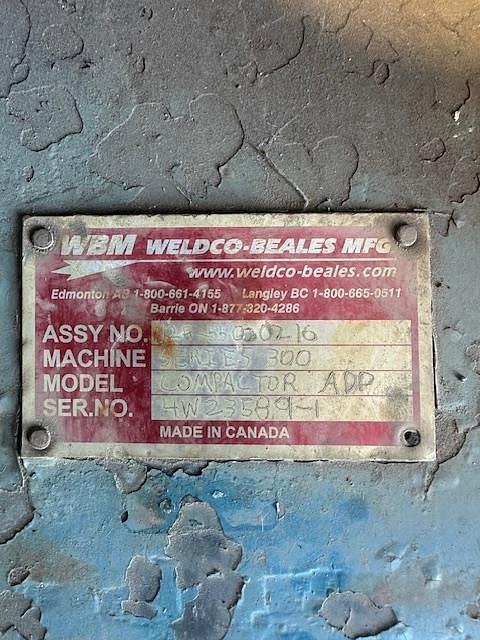 WBM WELDCO-BEALES MFG
www.weldco-beales.com
Edmonton AB 1-800-661-4155 Langley BC 1-800-665-0511
Barrie ON 1-877-320-4286
ASSY NO.
MACHINE SERIES 300
MODEL COMPACTOR ADP
SER.NO. HW23589-1
MADE IN CANADA